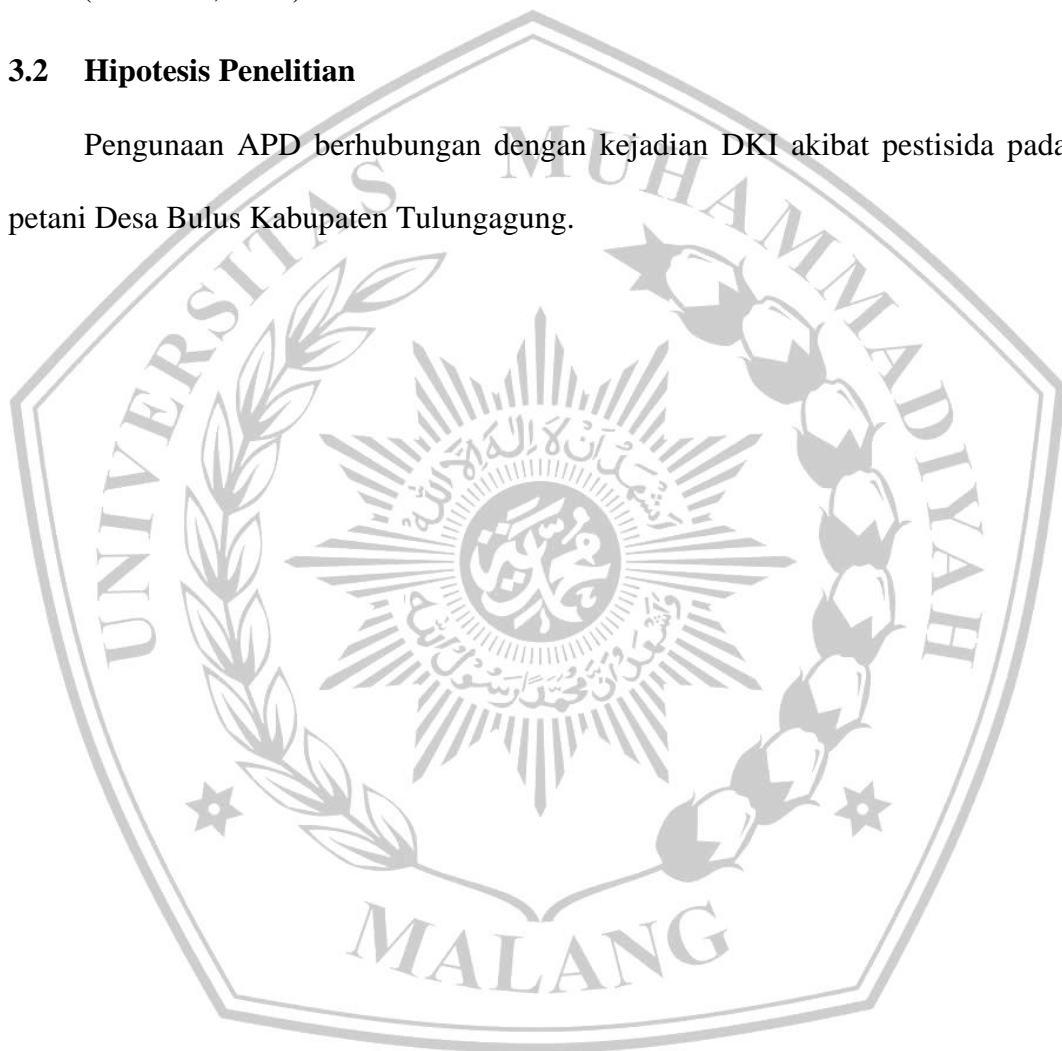 3.2 Hipotesis Penelitian
Pengunaan APD berhubungan dengan kejadian DKI akibat pestisida pada
petani Desa Bulus Kabupaten Tulungagung.
UNIVERSITAS MUHAMMADIYAH
MALANG